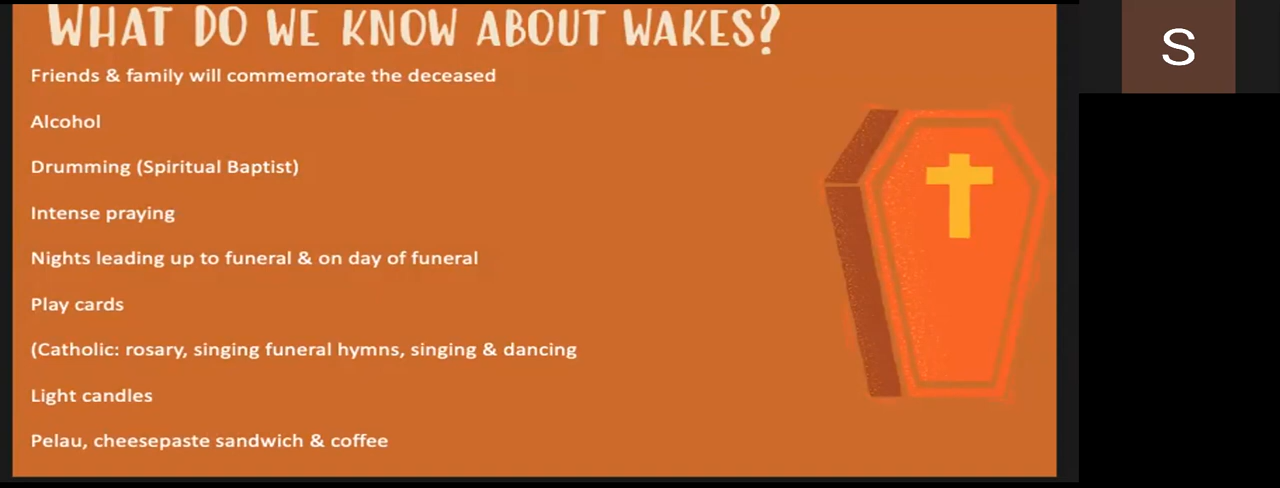 WHAT DO WE KNOW ABOUT WAKES?
Friends & family will commemorate the deceased
Alcohol
Drumming (Spiritual Baptist)
Intense praying
Nights leading up to funeral & on day of funeral
Play cards
(Catholic: rosary, singing funeral hymns, singing & dancing
Light candles
Pelau, cheesepaste sandwich & coffee
S